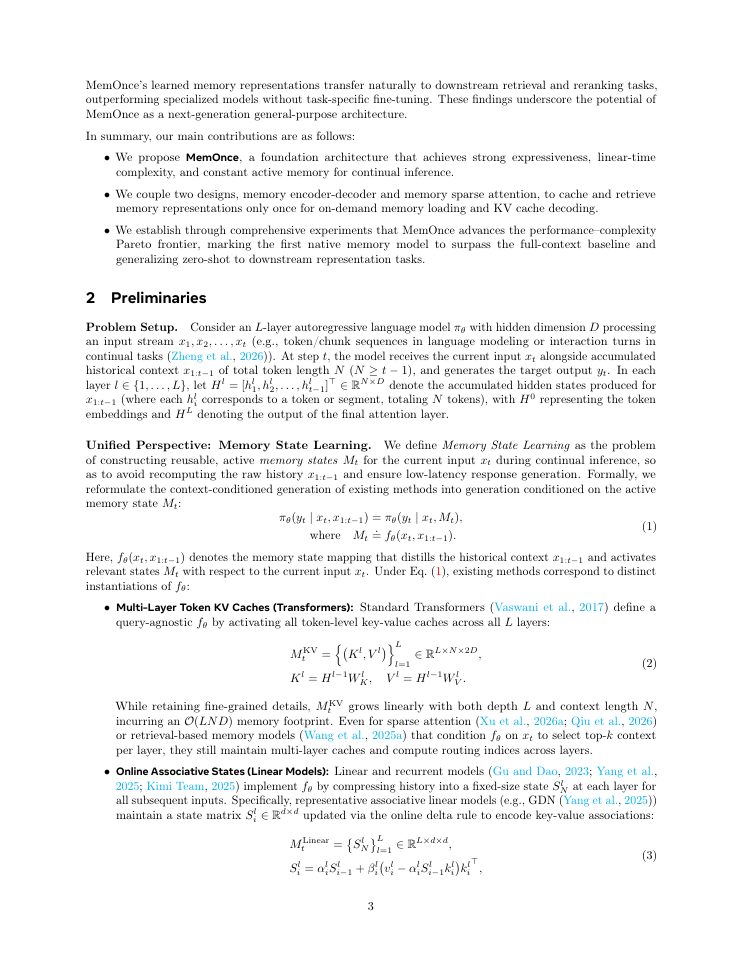 MemOnce's learned memory representations transfer naturally to downstream retrieval and reranking tasks,
outperforming specialized models without task-specific fine-tuning. These findings underscore the potential of
MemOnce as a next-generation general-purpose architecture.
In summary, our main contributions are as follows:
• We propose MemOnce, a foundation architecture that achieves strong expressiveness, linear-time
complexity, and constant active memory for continual inference.
• We couple two designs, memory encoder-decoder and memory sparse attention, to cache and retrieve
memory representations only once for on-demand memory loading and KV cache decoding.
• We establish through comprehensive experiments that MemOnce advances the performance–complexity
Pareto frontier, marking the first native memory model to surpass the full-context baseline and
generalizing zero-shot to downstream representation tasks.
2 Preliminaries
Problem Setup. Consider an L-layer autoregressive language model π_θ with hidden dimension D processing
an input stream x_1, x_2, . . . , x_t (e.g., token/chunk sequences in language modeling or interaction turns in
continual tasks (Zheng et al., 2026)). At step t, the model receives the current input x_t alongside accumulated
historical context x_{1:t−1} of total token length N (N ≥ t − 1), and generates the target output y_t. In each
layer l ∈ {1, . . . , L}, let H^l = [h_1^l, h_2^l, . . . , h_{t−1}^l]^⊤ ∈ ℝ^{N×D} denote the accumulated hidden states produced for
x_{1:t−1} (where each h_i^l corresponds to a token or segment, totaling N tokens), with H^0 representing the token
embeddings and H^L denoting the output of the final attention layer.
Unified Perspective: Memory State Learning. We define Memory State Learning as the problem
of constructing reusable, active memory states M_t for the current input x_t during continual inference, so
as to avoid recomputing the raw history x_{1:t−1} and ensure low-latency response generation. Formally, we
reformulate the context-conditioned generation of existing methods into generation conditioned on the active
memory state M_t:
π_θ(y_t | x_t, x_{1:t−1}) = π_θ(y_t | x_t, M_t),
where M_t ≐ f_θ(x_t, x_{1:t−1}).
(1)
Here, f_θ(x_t, x_{1:t−1}) denotes the memory state mapping that distills the historical context x_{1:t−1} and activates
relevant states M_t with respect to the current input x_t. Under Eq. (1), existing methods correspond to distinct
instantiations of f_θ:
• Multi-Layer Token KV Caches (Transformers): Standard Transformers (Vaswani et al., 2017) define a
query-agnostic f_θ by activating all token-level key-value caches across all L layers:
M_t^{KV} = {(K^l, V^l)}_{l=1}^L ∈ ℝ^{L×N×2D},
K^l = H^{l−1}W_K^l, V^l = H^{l−1}W_V^l.
(2)
While retaining fine-grained details, M_t^{KV} grows linearly with both depth L and context length N,
incurring an 𝒪(LND) memory footprint. Even for sparse attention (Xu et al., 2026a; Qiu et al., 2026)
or retrieval-based memory models (Wang et al., 2025a) that condition f_θ on x_t to select top-k context
per layer, they still maintain multi-layer caches and compute routing indices across layers.
• Online Associative States (Linear Models): Linear and recurrent models (Gu and Dao, 2023; Yang et al.,
2025; Kimi Team, 2025) implement f_θ by compressing history into a fixed-size state S_N^l at each layer for
all subsequent inputs. Specifically, representative associative linear models (e.g., GDN (Yang et al., 2025))
maintain a state matrix S_i^l ∈ ℝ^{d×d} updated via the online delta rule to encode key-value associations:
M_t^{Linear} = {S_N^l}_{l=1}^L ∈ ℝ^{L×d×d},
S_i^l = α_i^l S_{i−1}^l + β_i^l(v_i^l − α_i^l S_{i−1}^l k_i^l)k_i^{l⊤},
(3)
3